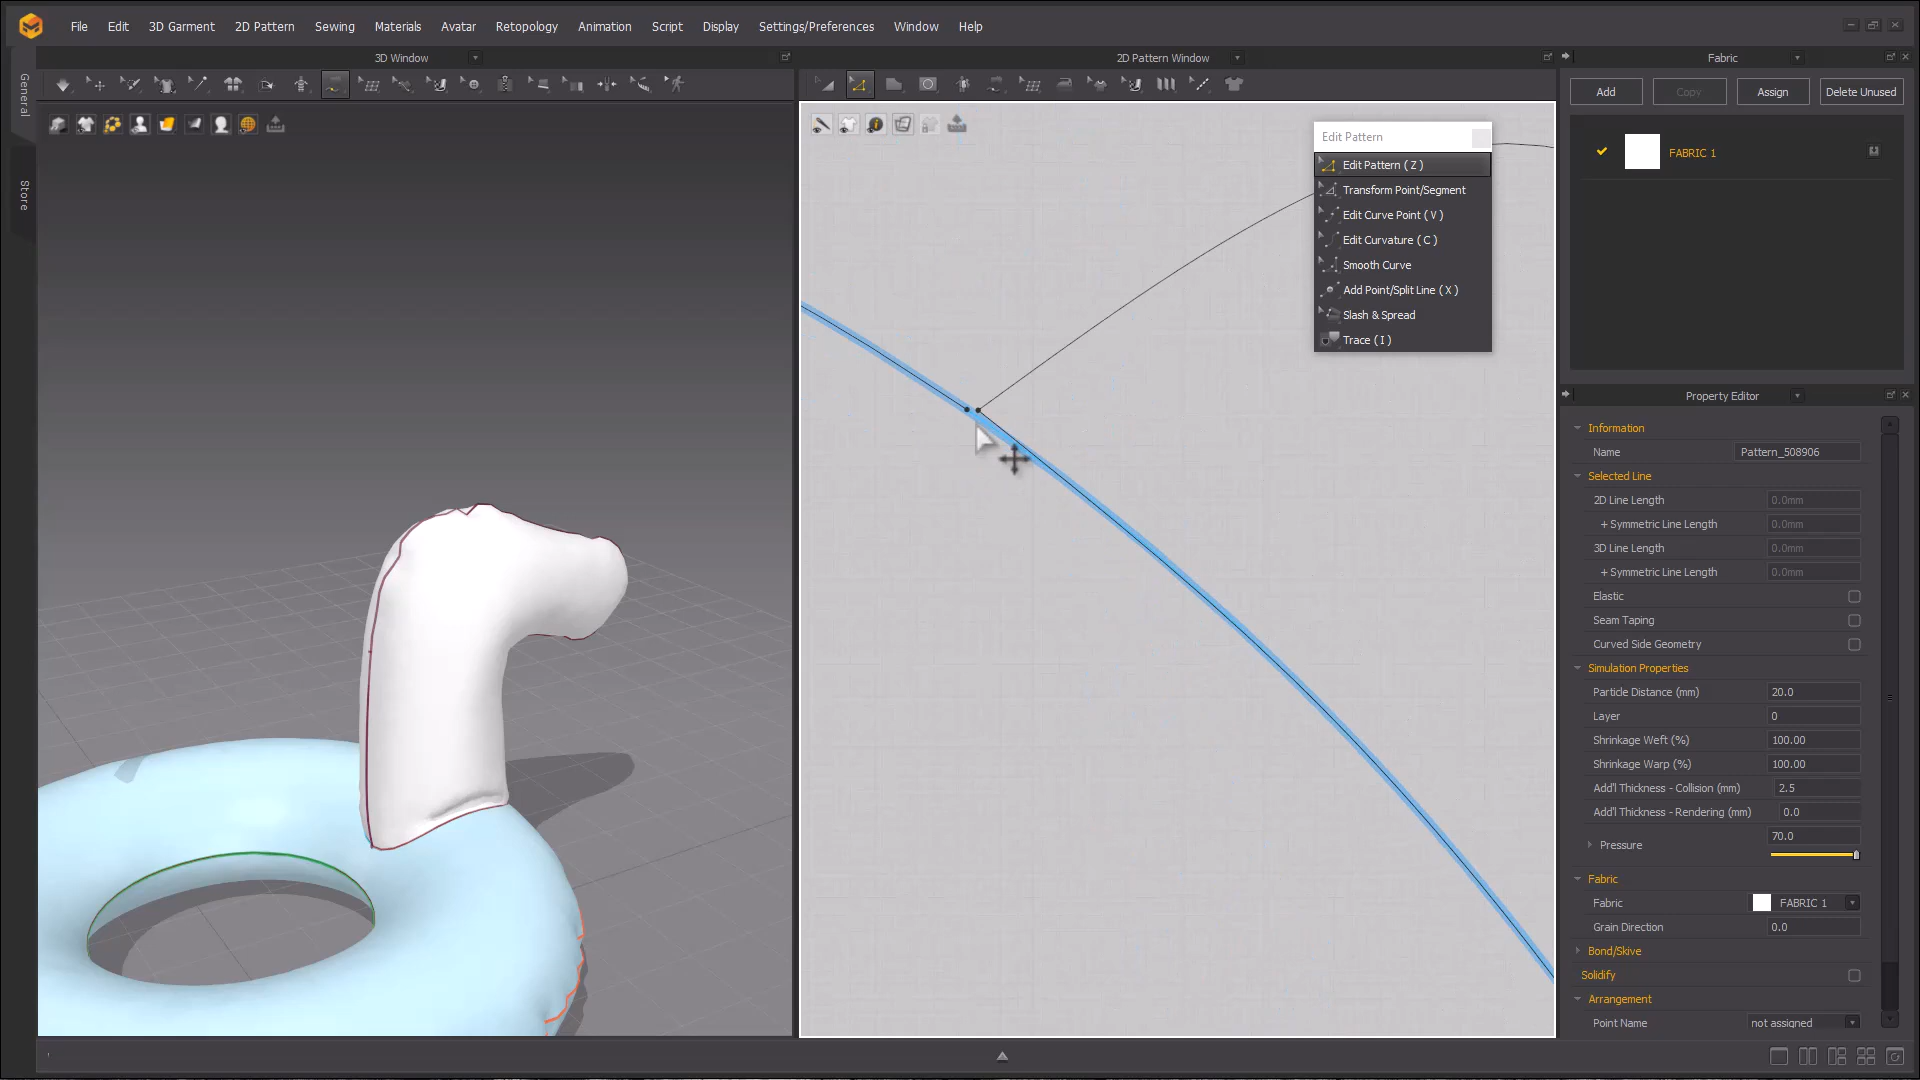 File Edit 3D Garment 2D Pattern Sewing Materials Avatar Retopology Animation Script Display Settings/Preferences Window Help
General
Store
3D Window
2D Pattern Window
Edit Pattern
Edit Pattern ( Z )
Transform Point/Segment
Edit Curve Point ( V )
Edit Curvature ( C )
Smooth Curve
Add Point/Split Line ( X )
Slash & Spread
Trace ( I )
Fabric
Add Copy Assign Delete Unused
FABRIC 1
Property Editor
Information
Name Pattern_508906
Selected Line
2D Line Length 0.0mm
+ Symmetric Line Length 0.0mm
3D Line Length 0.0mm
+ Symmetric Line Length 0.0mm
Elastic
Seam Taping
Curved Side Geometry
Simulation Properties
Particle Distance (mm) 20.0
Layer 0
Shrinkage Weft (%) 100.00
Shrinkage Warp (%) 100.00
Add'l Thickness - Collision (mm) 2.5
Add'l Thickness - Rendering (mm) 0.0
Pressure 70.0
Fabric
Fabric FABRIC 1
Grain Direction 0.0
Bond/Skive
Solidify
Arrangement
Point Name not assigned